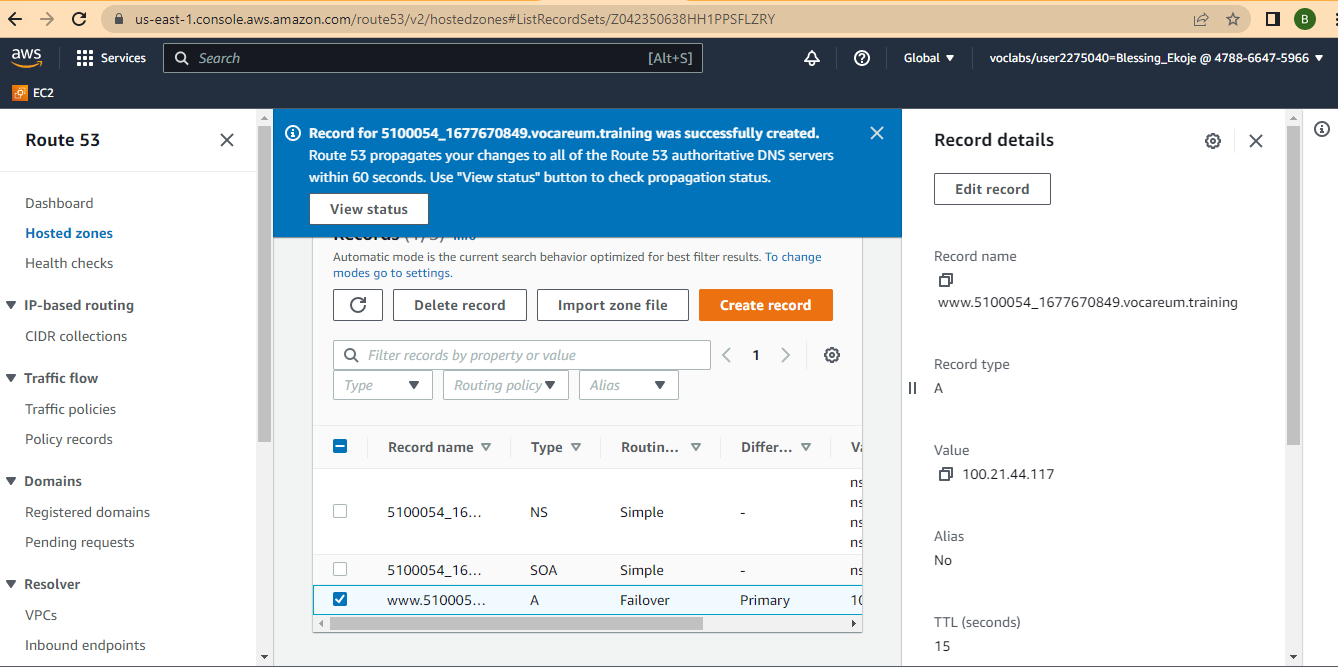 us-east-1.console.aws.amazon.com/route53/v2/hostedzones#ListRecordSets/Z042350638HH1PPSFLZRY
B
aws
Services
Search
[Alt+S]
Global
voclabs/user2275040=Blessing_Ekoje @ 4788-6647-5966
EC2
Route 53
Dashboard
Hosted zones
Health checks
IP-based routing
CIDR collections
Traffic flow
Traffic policies
Policy records
Domains
Registered domains
Pending requests
Resolver
VPCs
Inbound endpoints
Record for 5100054_1677670849.vocareum.training was successfully created.
Route 53 propagates your changes to all of the Route 53 authoritative DNS servers
within 60 seconds. Use "View status" button to check propagation status.
View status
Records (1/3) Info
Automatic mode is the current search behavior optimized for best filter results. To change
modes go to settings.
Delete record
Import zone file
Create record
Filter records by property or value
1
Type
Routing policy
Alias
Record name
Type
Routin...
Differ...
Va
5100054_16...
NS
Simple
-
ns
ns
ns
ns
5100054_16...
SOA
Simple
-
ns
www.510005...
A
Failover
Primary
10
Record details
Edit record
Record name
www.5100054_1677670849.vocareum.training
Record type
A
Value
100.21.44.117
Alias
No
TTL (seconds)
15